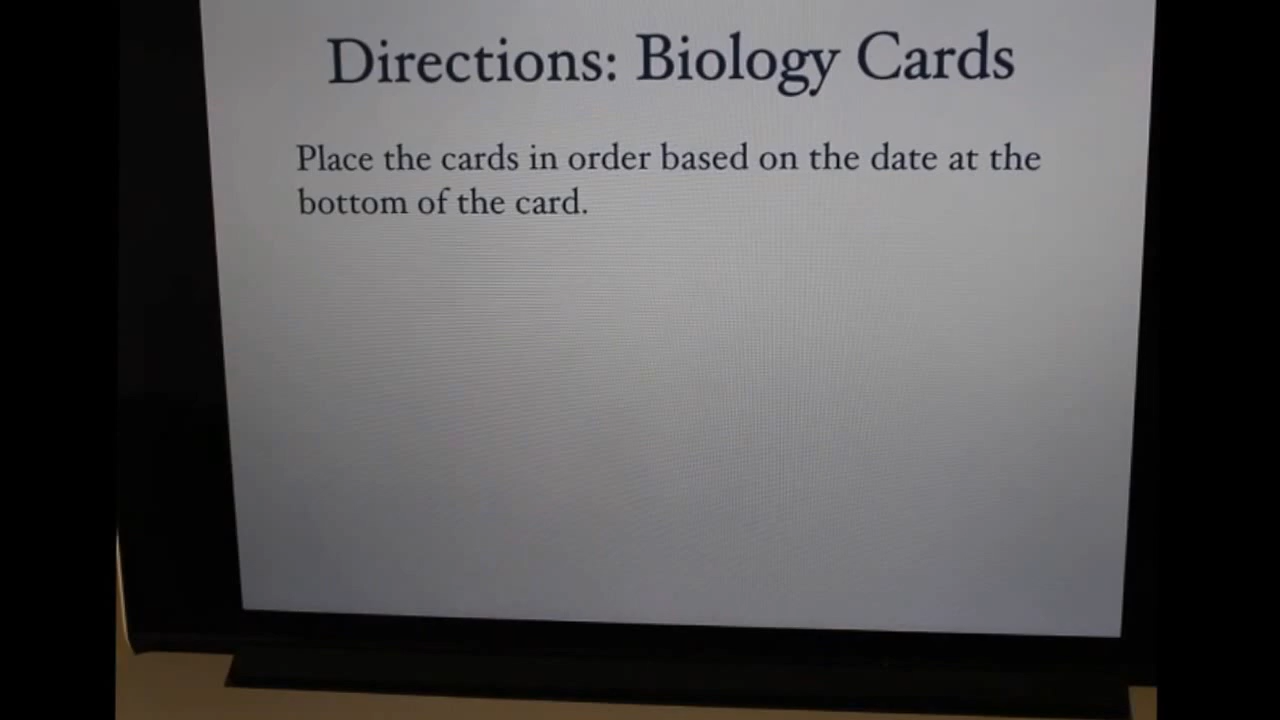 Directions: Biology Cards
Place the cards in order based on the date at the
bottom of the card.